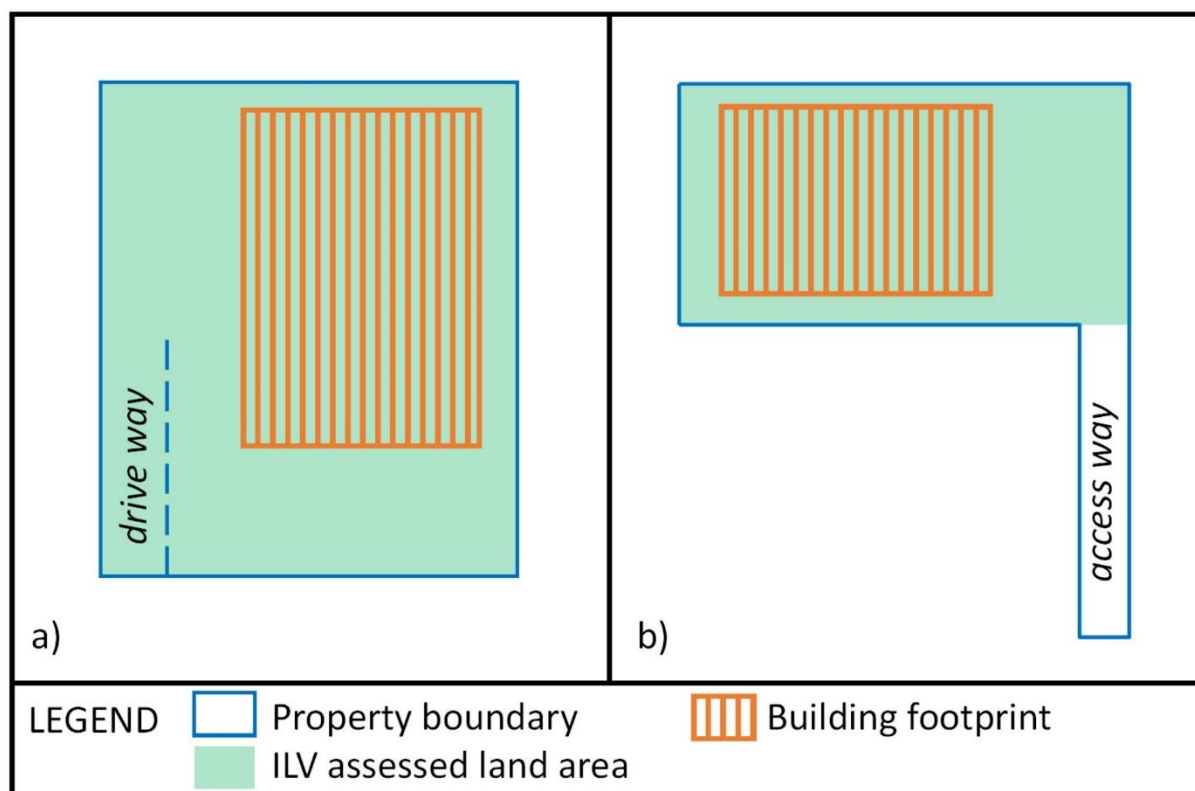 drive way
access way
a)
b)
LEGEND
Property boundary
Building footprint
ILV assessed land area